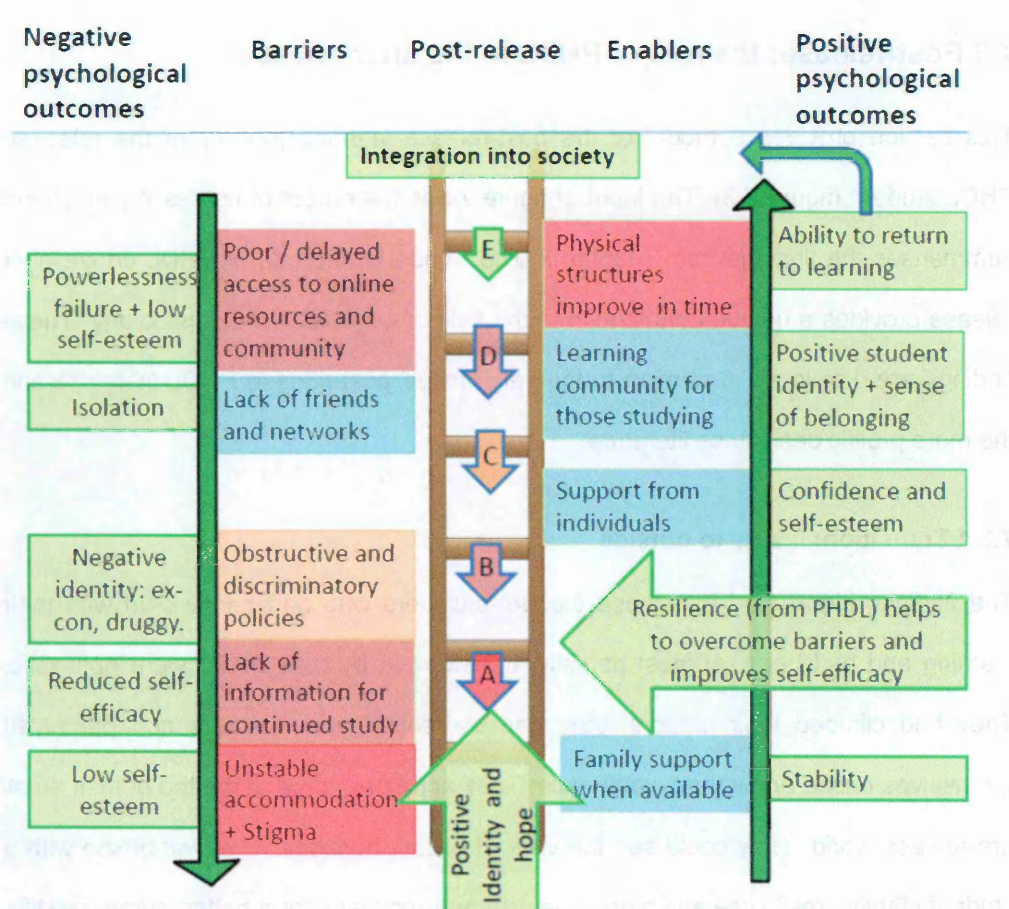 Negative
psychological
outcomes
Barriers
Post-release
Enablers
Positive
psychological
outcomes
Integration into society
Powerlessness
failure + low
self-esteem
Poor / delayed
access to online
resources and
community
E
Physical
structures
improve in time
Ability to return
to learning
Isolation
Lack of friends
and networks
D
Learning
community for
those studying
Positive student
identity + sense
of belonging
C
Support from
individuals
Confidence and
self-esteem
Negative
identity: ex-
con, druggy.
Obstructive and
discriminatory
policies
B
Resilience (from PHDL) helps
to overcome barriers and
improves self-efficacy
Reduced self-
efficacy
Lack of
information for
continued study
A
Low self-
esteem
Unstable
accommodation
+ Stigma
Positive
Identity and
hope
Family support
when available
Stability